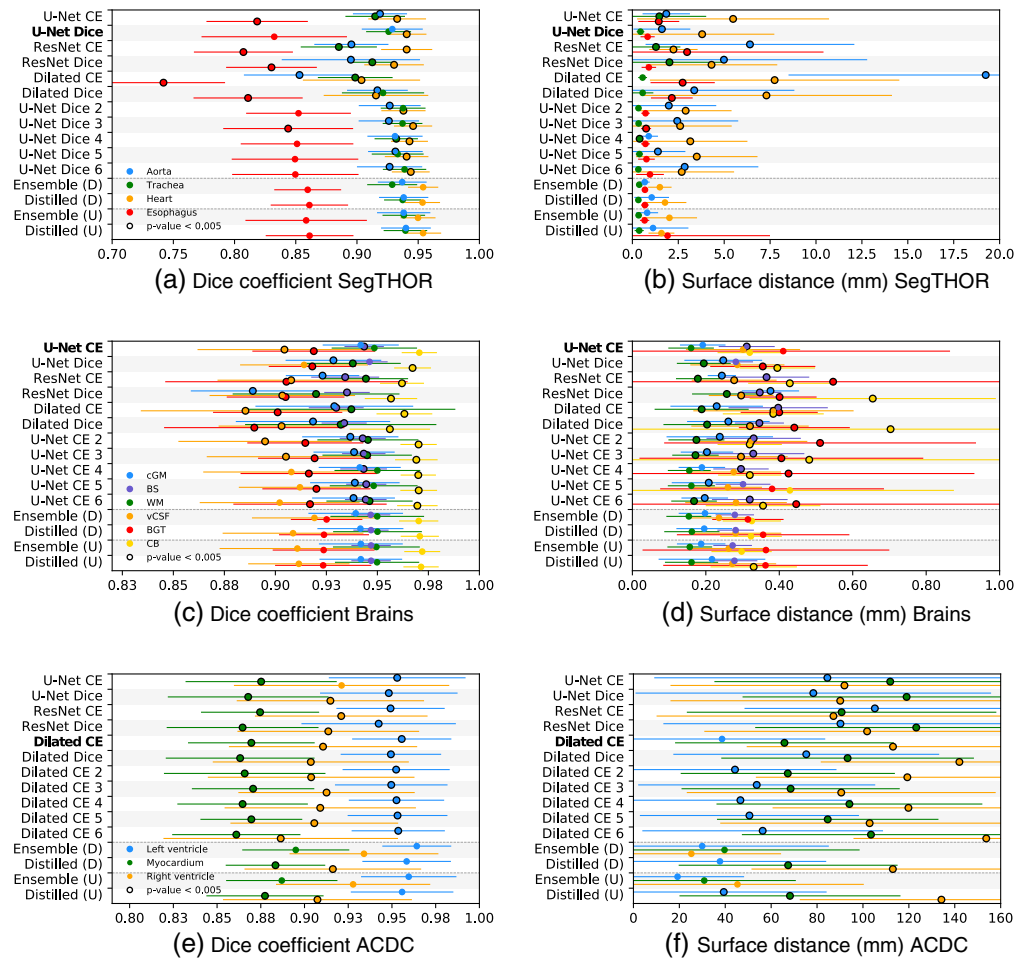 U-Net CE
U-Net Dice
ResNet CE
ResNet Dice
Dilated CE
Dilated Dice
U-Net Dice 2
U-Net Dice 3
U-Net Dice 4
U-Net Dice 5
U-Net Dice 6
Ensemble (D)
Distilled (D)
Ensemble (U)
Distilled (U)
Aorta
Trachea
Heart
Esophagus
p-value < 0,005
0.70 0.75 0.80 0.85 0.90 0.95 1.00
(a) Dice coefficient SegTHOR
U-Net CE
U-Net Dice
ResNet CE
ResNet Dice
Dilated CE
Dilated Dice
U-Net Dice 2
U-Net Dice 3
U-Net Dice 4
U-Net Dice 5
U-Net Dice 6
Ensemble (D)
Distilled (D)
Ensemble (U)
Distilled (U)
0.0 2.5 5.0 7.5 10.0 12.5 15.0 17.5 20.0
(b) Surface distance (mm) SegTHOR
U-Net CE
U-Net Dice
ResNet CE
ResNet Dice
Dilated CE
Dilated Dice
U-Net CE 2
U-Net CE 3
U-Net CE 4
U-Net CE 5
U-Net CE 6
Ensemble (D)
Distilled (D)
Ensemble (U)
Distilled (U)
cGM
BS
WM
vCSF
BGT
CB
p-value < 0.005
0.83 0.85 0.88 0.90 0.93 0.95 0.98 1.00
(c) Dice coefficient Brains
U-Net CE
U-Net Dice
ResNet CE
ResNet Dice
Dilated CE
Dilated Dice
U-Net CE 2
U-Net CE 3
U-Net CE 4
U-Net CE 5
U-Net CE 6
Ensemble (D)
Distilled (D)
Ensemble (U)
Distilled (U)
0.00 0.20 0.40 0.60 0.80 1.00
(d) Surface distance (mm) Brains
U-Net CE
U-Net Dice
ResNet CE
ResNet Dice
Dilated CE
Dilated Dice
Dilated CE 2
Dilated CE 3
Dilated CE 4
Dilated CE 5
Dilated CE 6
Ensemble (D)
Distilled (D)
Ensemble (U)
Distilled (U)
Left ventricle
Myocardium
Right ventricle
p-value < 0.005
0.80 0.83 0.85 0.88 0.90 0.93 0.95 0.98 1.00
(e) Dice coefficient ACDC
U-Net CE
U-Net Dice
ResNet CE
ResNet Dice
Dilated CE
Dilated Dice
Dilated CE 2
Dilated CE 3
Dilated CE 4
Dilated CE 5
Dilated CE 6
Ensemble (D)
Distilled (D)
Ensemble (U)
Distilled (U)
0 20 40 60 80 100 120 140 160
(f) Surface distance (mm) ACDC